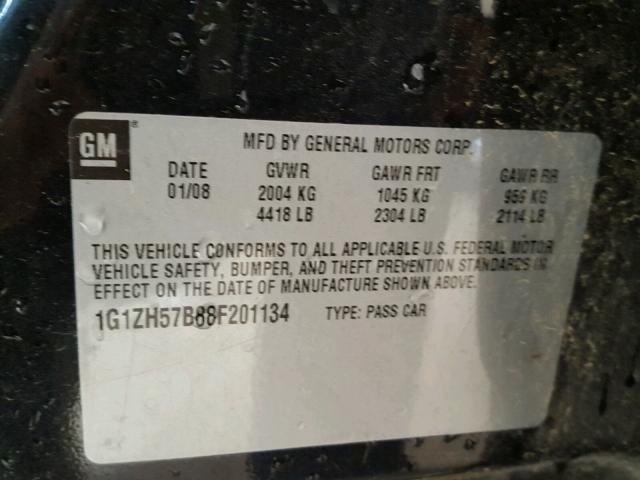 GM ®
MFD BY GENERAL MOTORS CORP.
DATE GVWR GAWR FRT GAWR RR
01/08 2004 KG 1045 KG 959 KG
4418 LB 2304 LB 2114 LB
THIS VEHICLE CONFORMS TO ALL APPLICABLE U.S. FEDERAL MOTOR
VEHICLE SAFETY, BUMPER, AND THEFT PREVENTION STANDARDS IN
EFFECT ON THE DATE OF MANUFACTURE SHOWN ABOVE.
1G1ZH57B88F201134 TYPE: PASS CAR